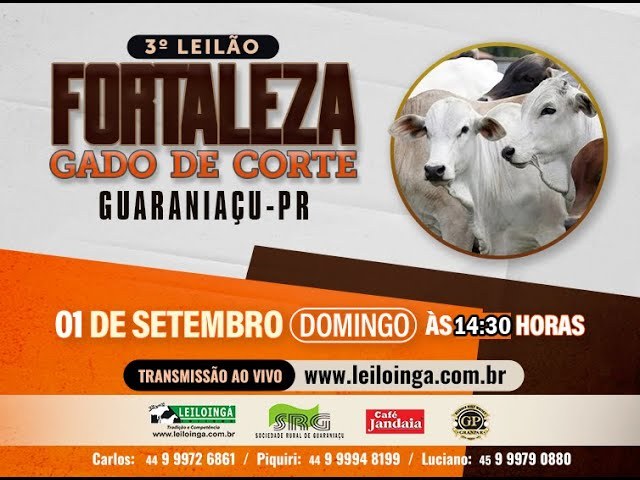 3º LEILÃO
FORTALEZA
GADO DE CORTE
GUARANIAÇU-PR
01 DE SETEMBRO DOMINGO ÀS 14:30 HORAS
TRANSMISSÃO AO VIVO www.leiloinga.com.br
LEILOINGA
Tradição e Competência
www.leiloinga.com.br
SRG
SOCIEDADE RURAL DE GUARANIAÇU
Café
Jandaia
GP
Carlos: 44 9 9972 6861 / Piquiri: 44 9 9994 8199 / Luciano: 45 9 9979 0880